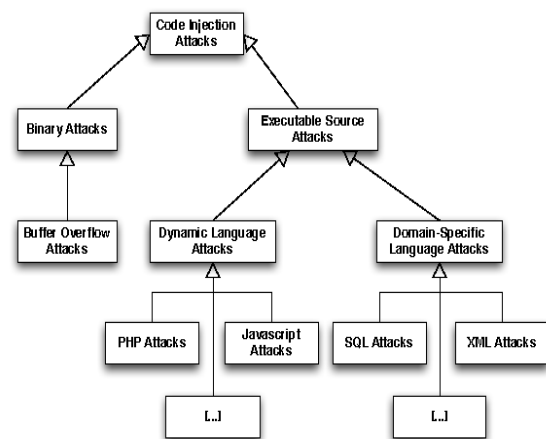 Code Injection
Attacks
Binary Attacks
Executable Source
Attacks
Buffer Overflow
Attacks
Dynamic Language
Attacks
Domain-Specific
Language Attacks
PHP Attacks
Javascript
Attacks
SQL Attacks
XML Attacks
[...]
[...]